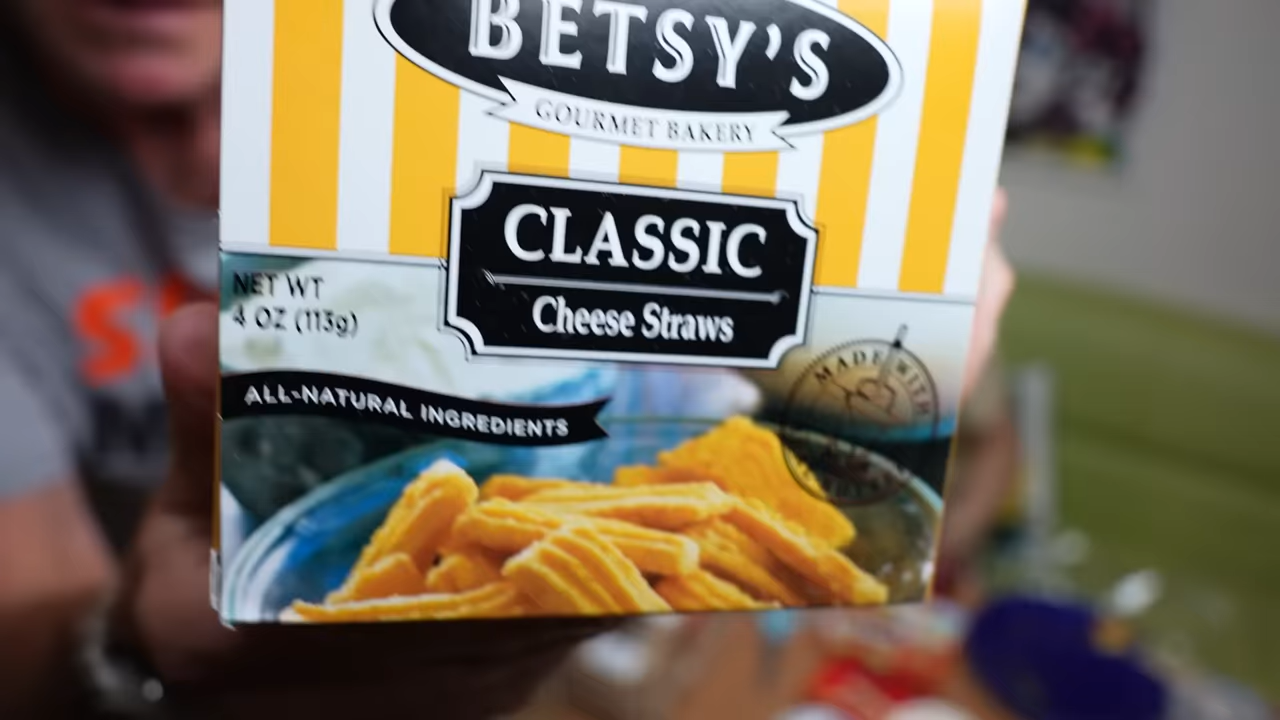 BETSY'S
GOURMET BAKERY
CLASSIC
Cheese Straws
NET WT
4 OZ (113g)
MADE WITH
ALL-NATURAL INGREDIENTS